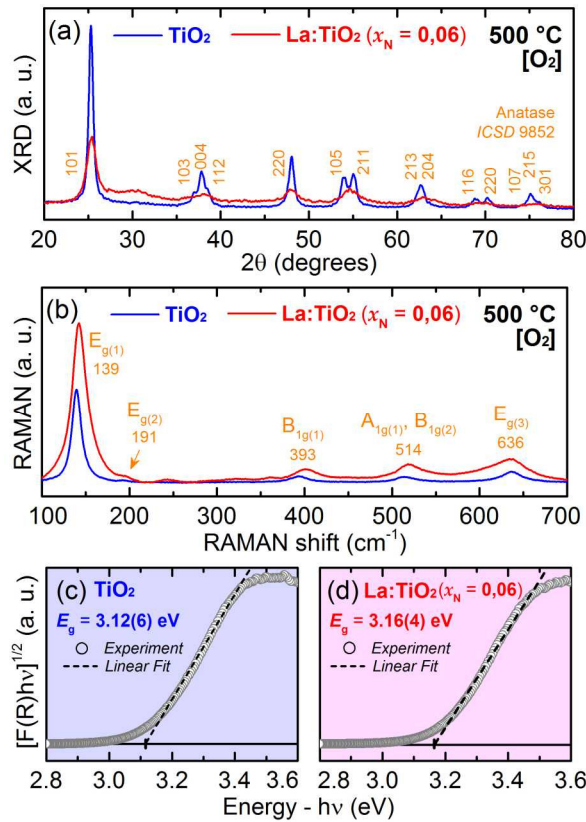 (a) TiO₂ La:TiO₂ (xN = 0,06) 500 °C
[O₂]
XRD (a. u.)
Anatase
ICSD 9852
101
103
004
112
220
105
211
213
204
116
220
107
215
301
20 30 40 50 60 70 80
2θ (degrees)
(b) TiO₂ La:TiO₂ (xN = 0,06) 500 °C
[O₂]
RAMAN (a. u.)
Eg(1)
139
Eg(2)
191
B1g(1)
393
A1g(1), B1g(2)
514
Eg(3)
636
100 200 300 400 500 600 700
RAMAN shift (cm⁻¹)
[F(R)hν]^1/2 (a. u.)
(c) TiO₂
Eg = 3.12(6) eV
Experiment
Linear Fit
2.8 3.0 3.2 3.4 3.6
(d) La:TiO₂(xN = 0,06)
Eg = 3.16(4) eV
Experiment
Linear Fit
2.8 3.0 3.2 3.4 3.6
Energy - hν (eV)